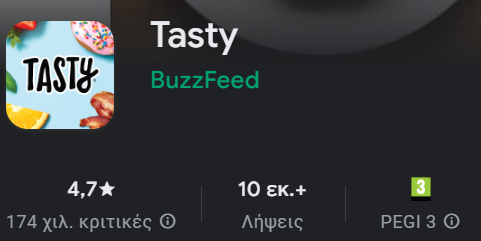 Tasty
TASTY
BuzzFeed
4,7★
10 εκ.+
3
174 χιλ. κριτικές
Λήψεις
PEGI 3